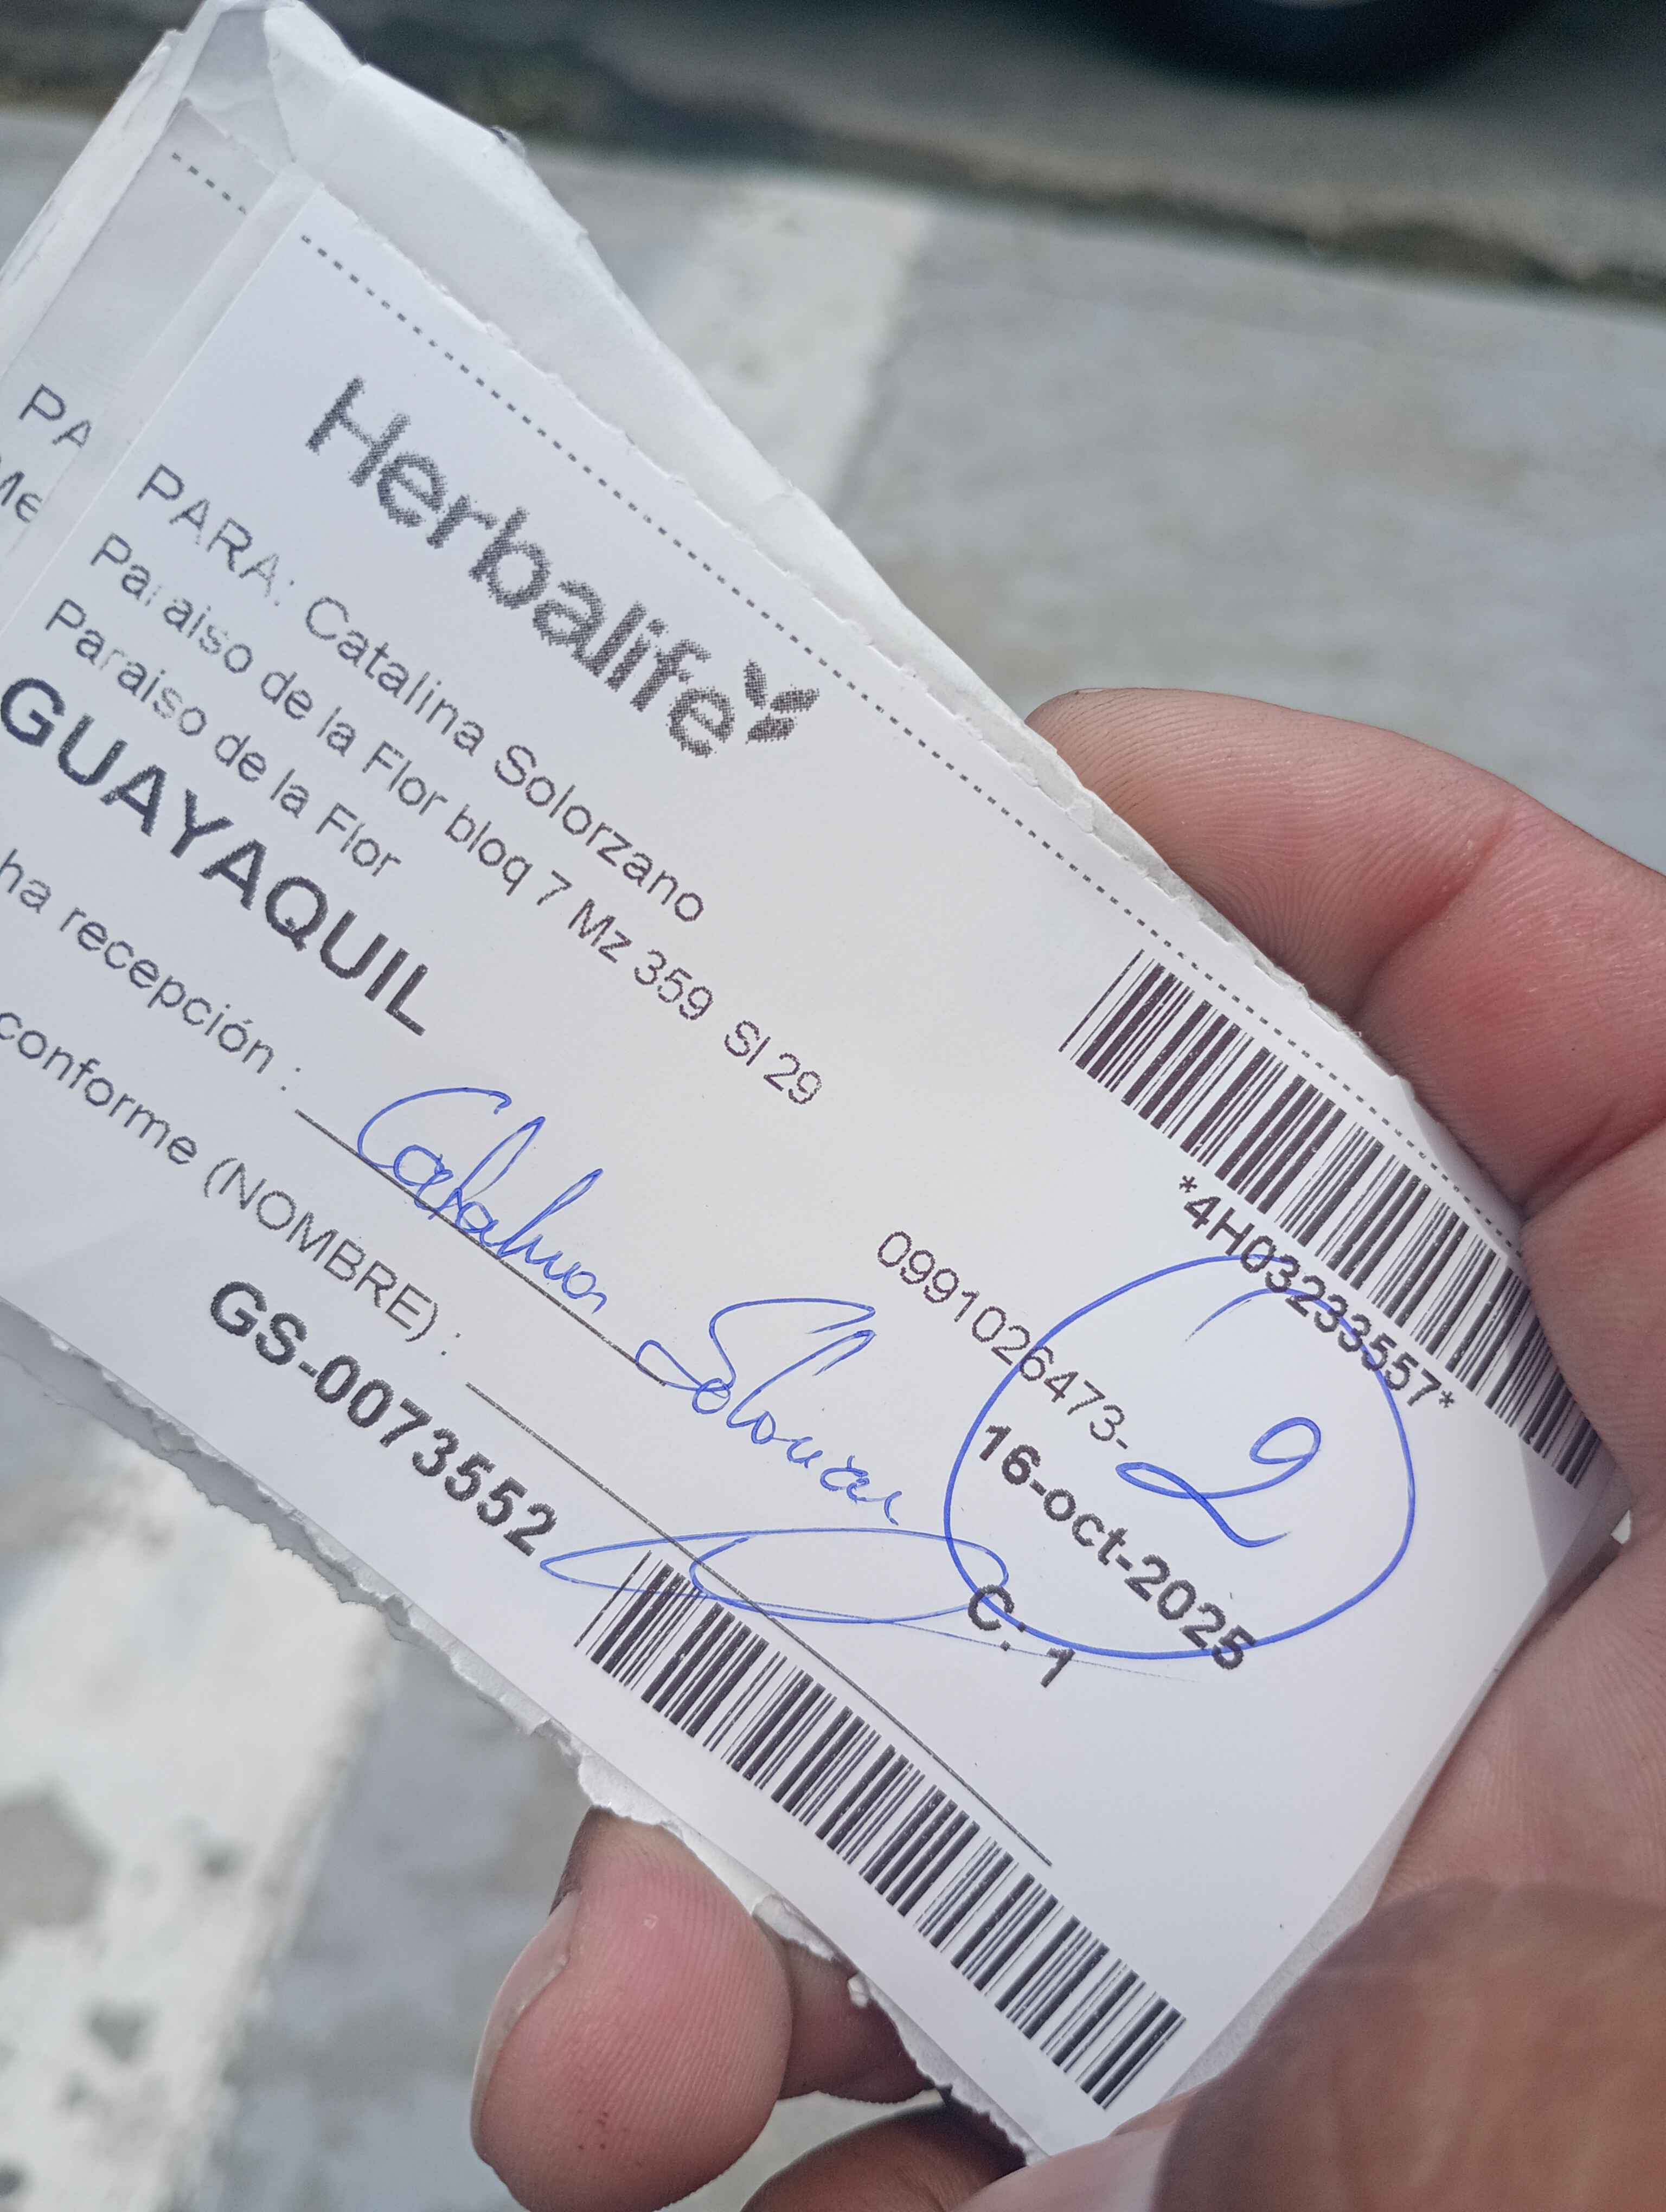 Herbalife
PARA: Catalina Solorzano
Paraiso de la Flor bloq 7 Mz 359 Sl 29
Paraiso de la Flor
GUAYAQUIL
*4H03233557*
0991026473-
2
16-oct-2025
C: 1
ha recepción :
Catalina
conforme (NOMBRE) :
GS-0073552
PA
Me